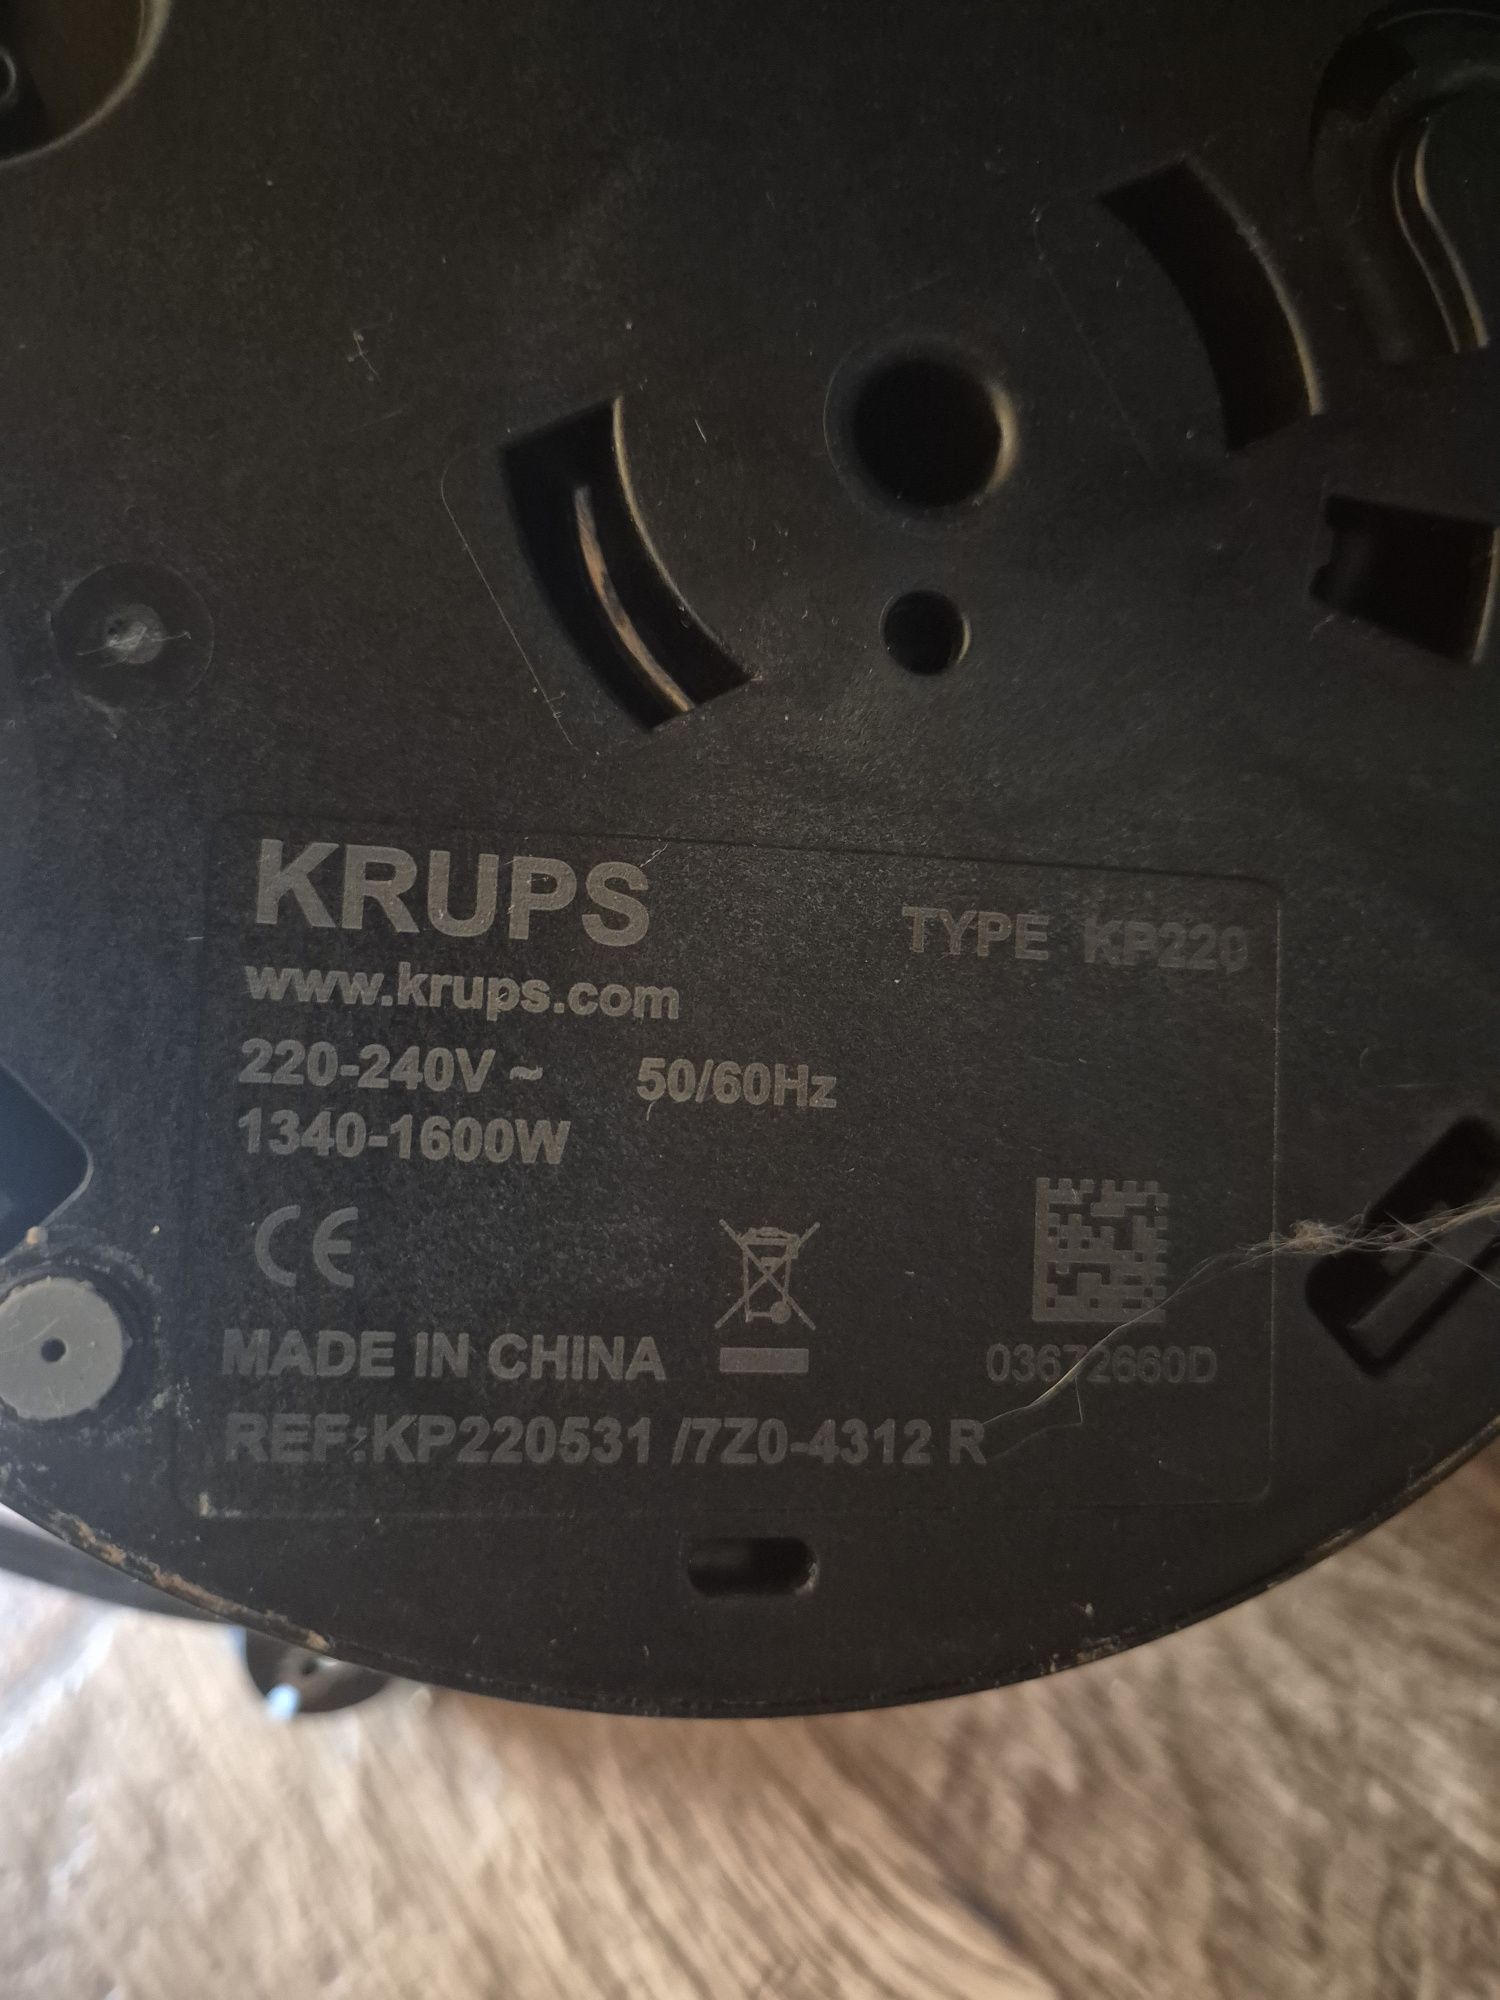 KRUPS
TYPE KP220
www.krups.com
220-240V ~ 50/60Hz
1340-1600W
CE
MADE IN CHINA
03672660D
REF:KP220531 /7Z0-4312 R